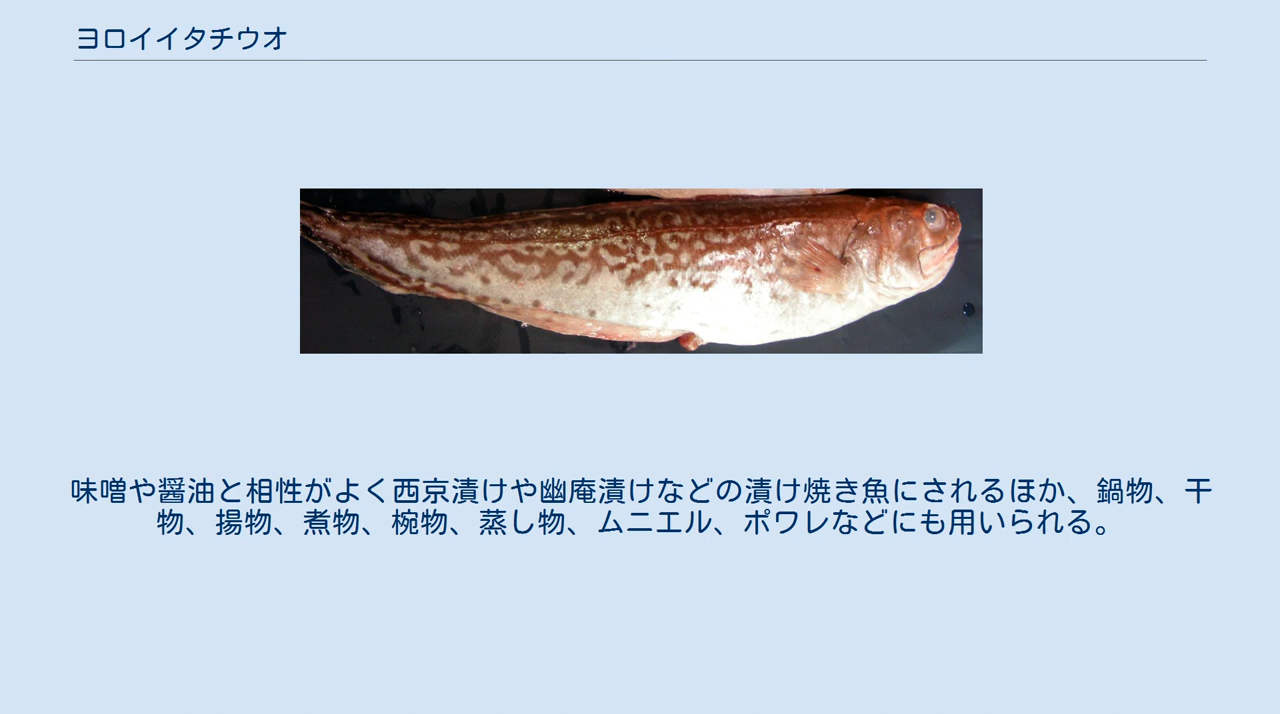 ヨロイイタチウオ
味噌や醤油と相性がよく西京漬けや幽庵漬けなどの漬け焼き魚にされるほか、鍋物、干
物、揚物、煮物、椀物、蒸し物、ムニエル、ポワレなどにも用いられる。